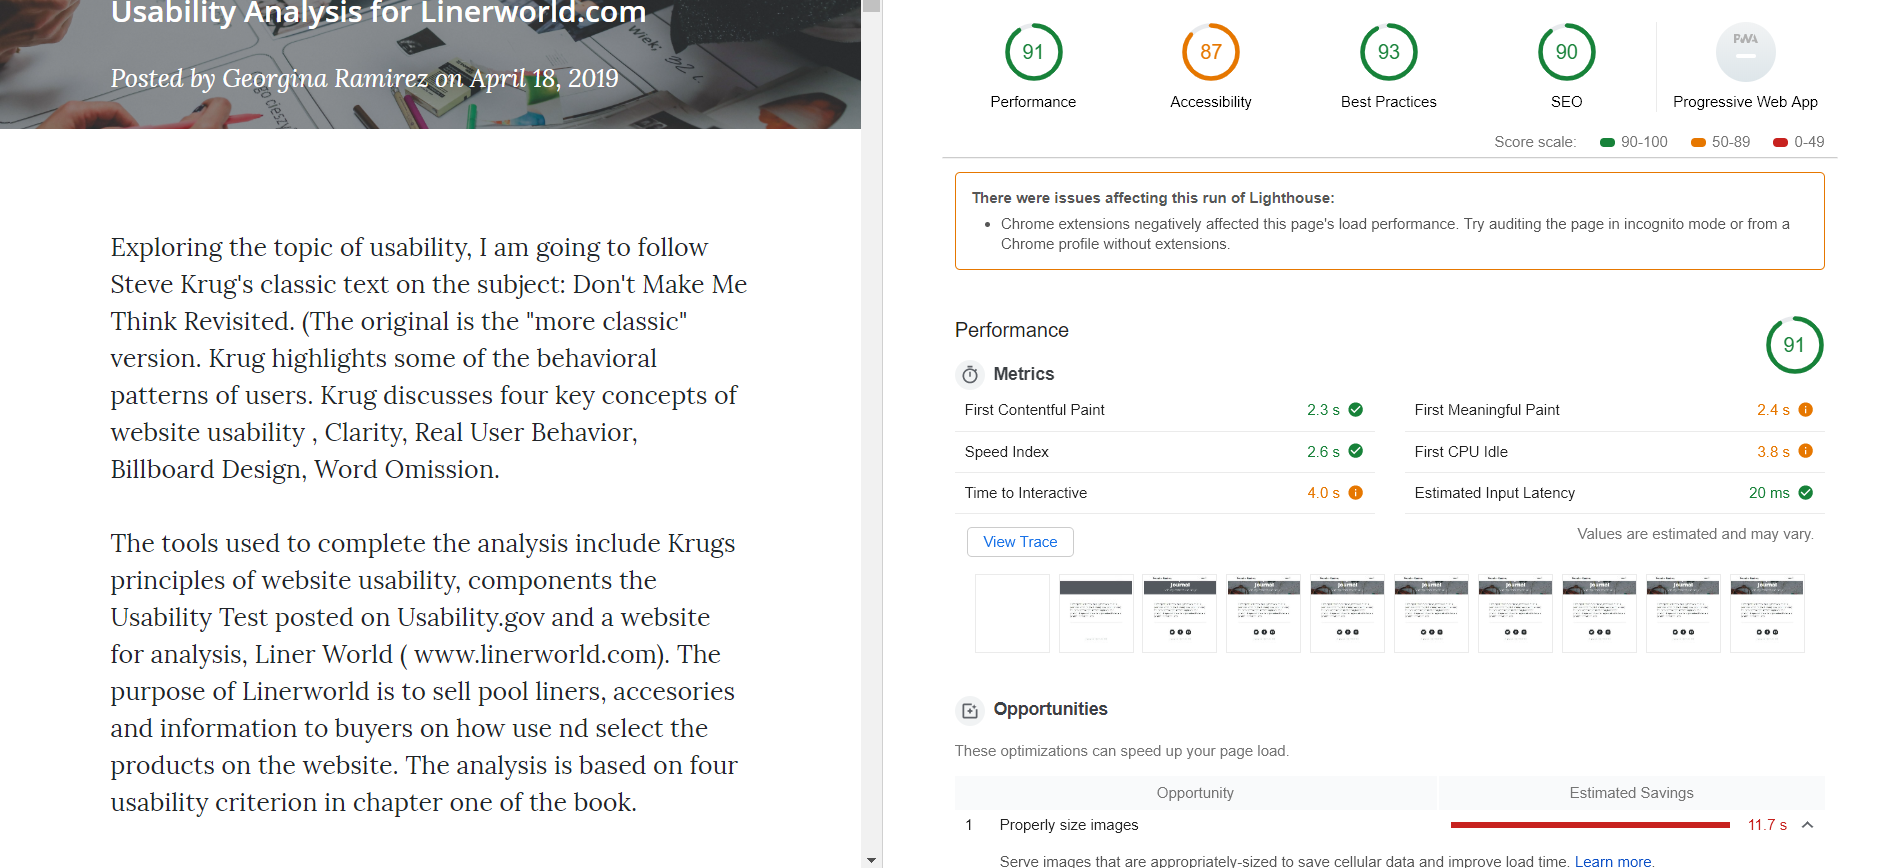 Usability Analysis for Linerworld.com
Posted by Georgina Ramirez on April 18, 2019
Exploring the topic of usability, I am going to follow
Steve Krug's classic text on the subject: Don't Make Me
Think Revisited. (The original is the "more classic"
version. Krug highlights some of the behavioral
patterns of users. Krug discusses four key concepts of
website usability , Clarity, Real User Behavior,
Billboard Design, Word Omission.
The tools used to complete the analysis include Krugs
principles of website usability, components the
Usability Test posted on Usability.gov and a website
for analysis, Liner World ( www.linerworld.com). The
purpose of Linerworld is to sell pool liners, accesories
and information to buyers on how use nd select the
products on the website. The analysis is based on four
usability criterion in chapter one of the book.
91
Performance
87
Accessibility
93
Best Practices
90
SEO
PWA
Progressive Web App
Score scale: 90-100 50-89 0-49
There were issues affecting this run of Lighthouse:
• Chrome extensions negatively affected this page's load performance. Try auditing the page in incognito mode or from a
Chrome profile without extensions.
Performance
91
Metrics
First Contentful Paint 2.3 s
First Meaningful Paint 2.4 s
Speed Index 2.6 s
First CPU Idle 3.8 s
Time to Interactive 4.0 s
Estimated Input Latency 20 ms
View Trace
Values are estimated and may vary.
Opportunities
These optimizations can speed up your page load.
Opportunity Estimated Savings
1 Properly size images 11.7 s
Serve images that are appropriately-sized to save cellular data and improve load time. Learn more.